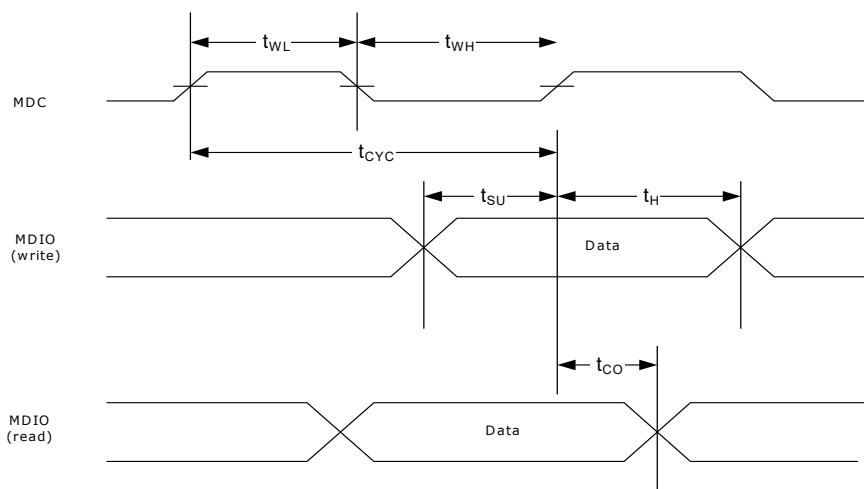 tWL
tWH
MDC
tCYC
tSU
tH
MDIO
(write)
Data
tCO
MDIO
(read)
Data